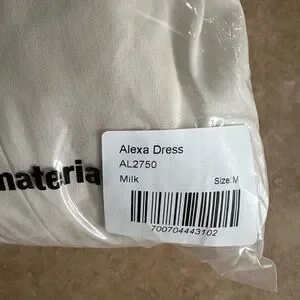 Alexa Dress
AL2750
Milk Size: M
materia
700704443102